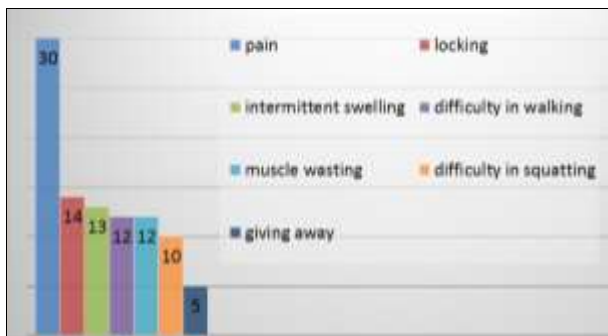 30
pain
locking
intermittent swelling
difficulty in walking
muscle wasting
difficulty in squatting
giving away
14
13
12
12
10
5